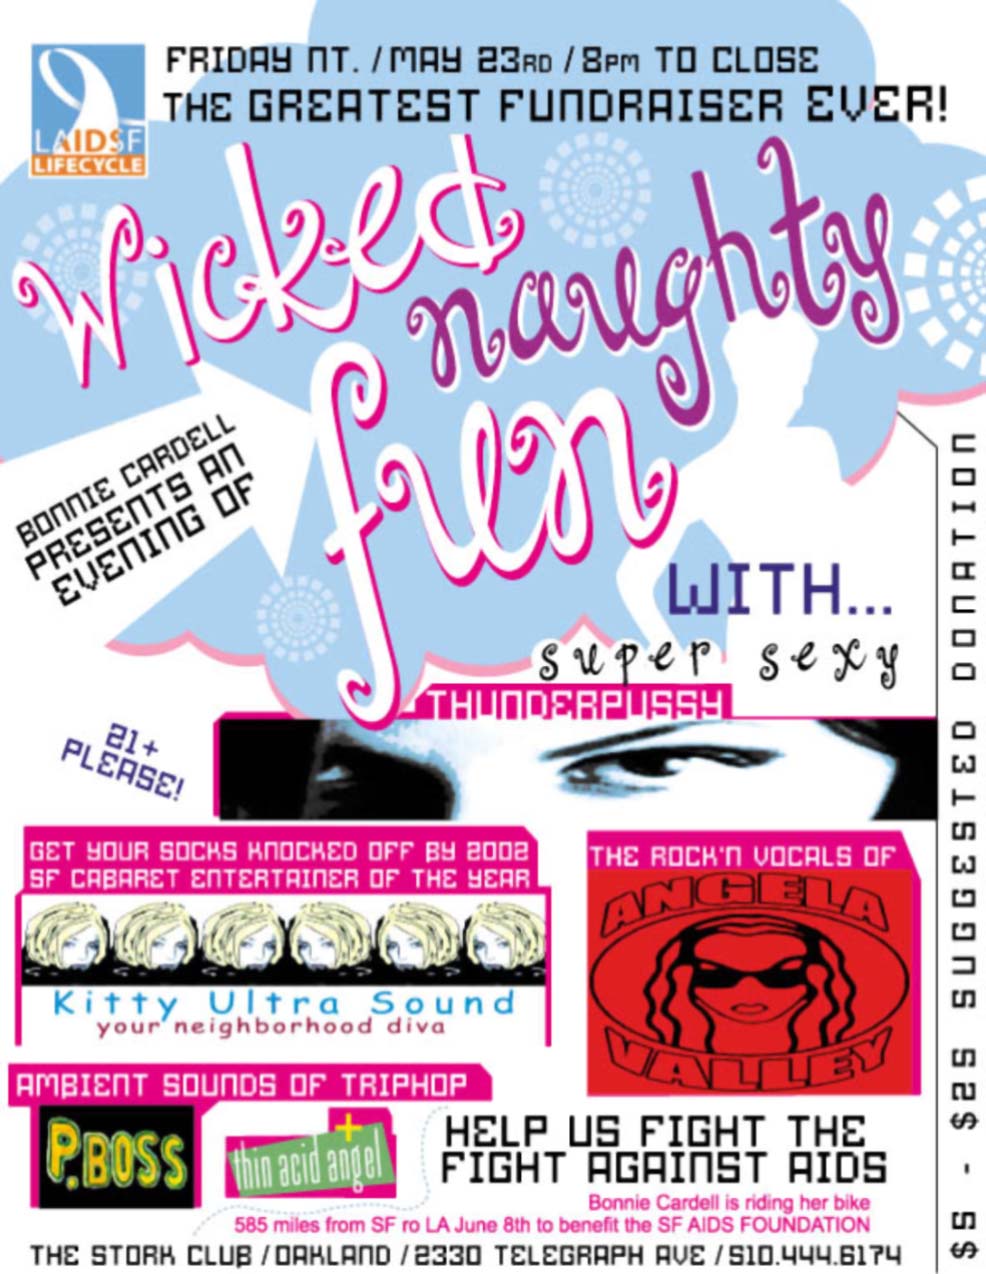 LAIDSF
LIFECYCLE
FRIDAY NT. / MAY 23RD / 8PM TO CLOSE
THE GREATEST FUNDRAISER EVER!
Wicked
naughty
fun
BONNIE CARDELL
PRESENTS AN
EVENING OF
WITH...
super sexy
THUNDERPUSSY
21+
PLEASE!
GET YOUR SOCKS KNOCKED OFF BY 2002
SF CABARET ENTERTAINER OF THE YEAR
Kitty Ultra Sound
your neighborhood diva
THE ROCK'N VOCALS OF
ANGELA
VALLEY
AMBIENT SOUNDS OF TRIPHOP
P.BOSS
+
thin acid angel
HELP US FIGHT THE
FIGHT AGAINST AIDS
Bonnie Cardell is riding her bike
585 miles from SF ro LA June 8th to benefit the SF AIDS FOUNDATION
THE STORK CLUB / OAKLAND / 2330 TELEGRAPH AVE / 510.444.6174
$5 - $25 SUGGESTED DONATION